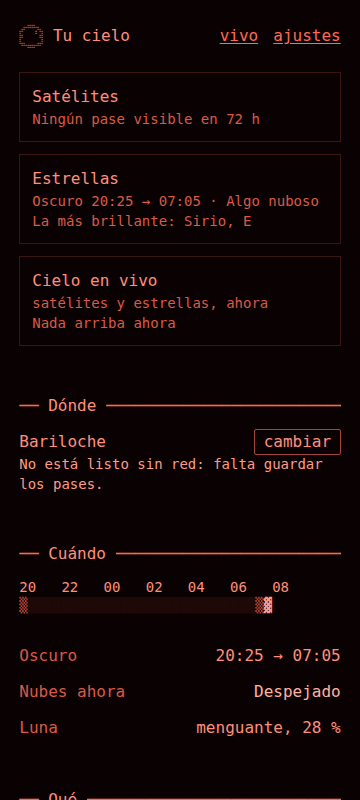 Tu cielo vivo ajustes
Satélites
Ningún pase visible en 72 h
Estrellas
Oscuro 20:25 → 07:05 · Algo nuboso
La más brillante: Sirio, E
Cielo en vivo
satélites y estrellas, ahora
Nada arriba ahora
Dónde
Bariloche cambiar
No está listo sin red: falta guardar
los pases.
Cuándo
20 22 00 02 04 06 08
Oscuro 20:25 → 07:05
Nubes ahora Despejado
Luna menguante, 28 %
Qué